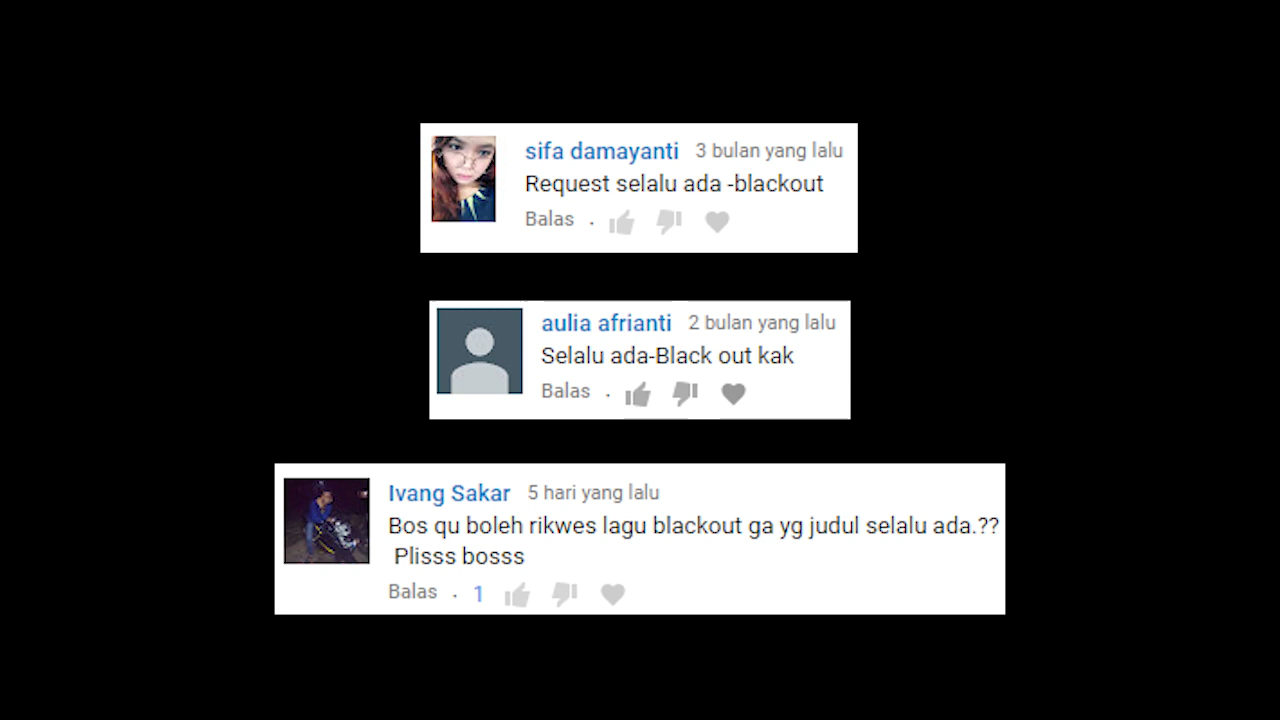 sifa damayanti 3 bulan yang lalu
Request selalu ada -blackout
Balas .
aulia afrianti 2 bulan yang lalu
Selalu ada-Black out kak
Balas .
Ivang Sakar 5 hari yang lalu
Bos qu boleh rikwes lagu blackout ga yg judul selalu ada.??
Plisss bosss
Balas . 1